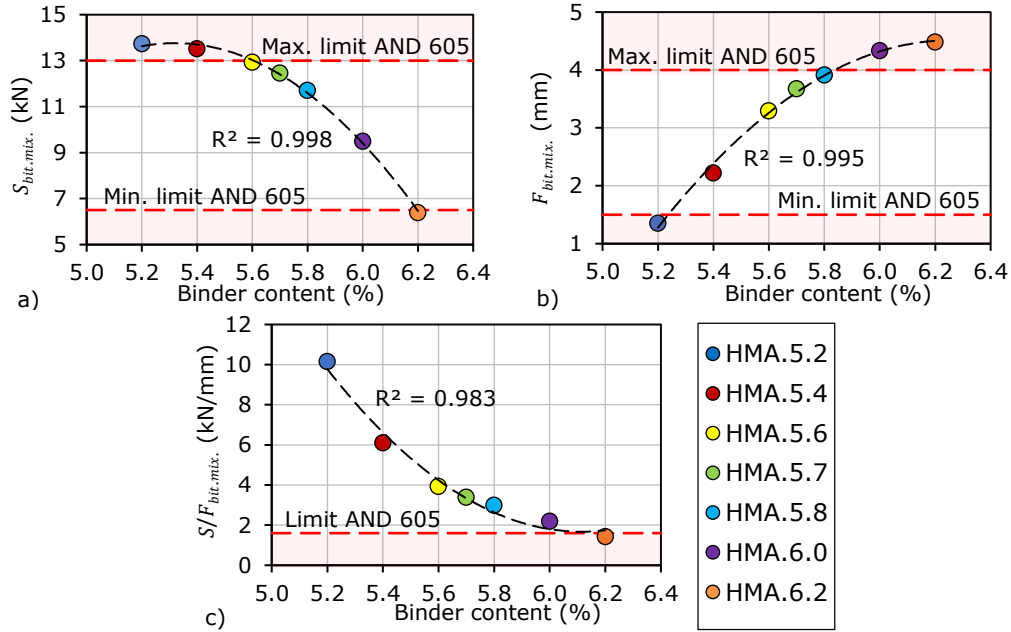 15
13
11
9
7
5
S_bit.mix. (kN)
Max. limit AND 605
R² = 0.998
Min. limit AND 605
5.0 5.2 5.4 5.6 5.8 6.0 6.2 6.4
Binder content (%)
a)
5
4
3
2
1
F_bit.mix. (mm)
Max. limit AND 605
R² = 0.995
Min. limit AND 605
5.0 5.2 5.4 5.6 5.8 6.0 6.2 6.4
Binder content (%)
b)
12
10
8
6
4
2
0
S/F_bit.mix. (kN/mm)
R² = 0.983
Limit AND 605
5.0 5.2 5.4 5.6 5.8 6.0 6.2 6.4
Binder content (%)
c)
HMA.5.2
HMA.5.4
HMA.5.6
HMA.5.7
HMA.5.8
HMA.6.0
HMA.6.2